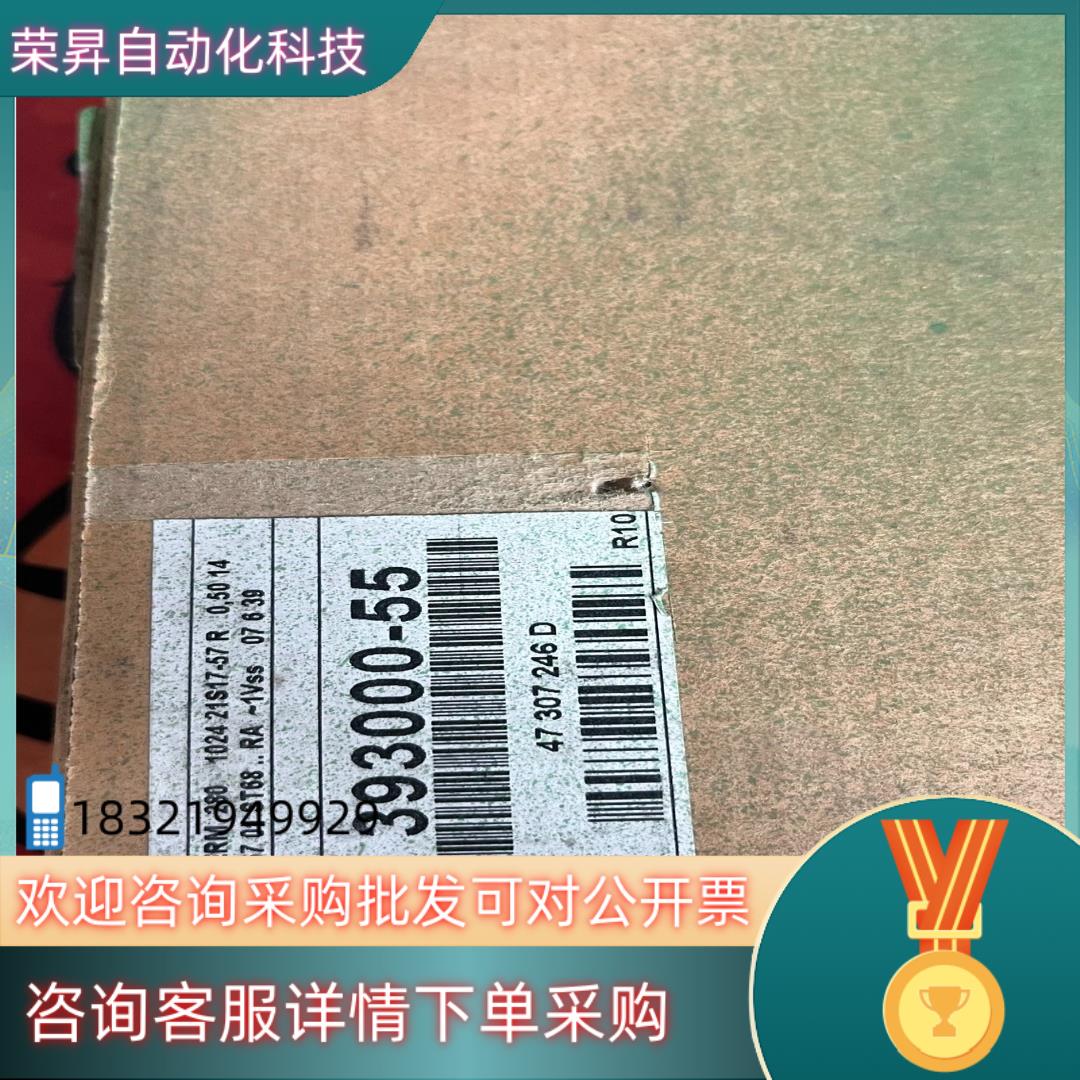 荣昇自动化科技
1024 21S17-57 R .. 0,50 14
68 .. RA ~1Vss 07 6 39
393000-55
47 307 246 D
R10
18321949929
欢迎咨询采购批发可对公开票
咨询客服详情下单采购